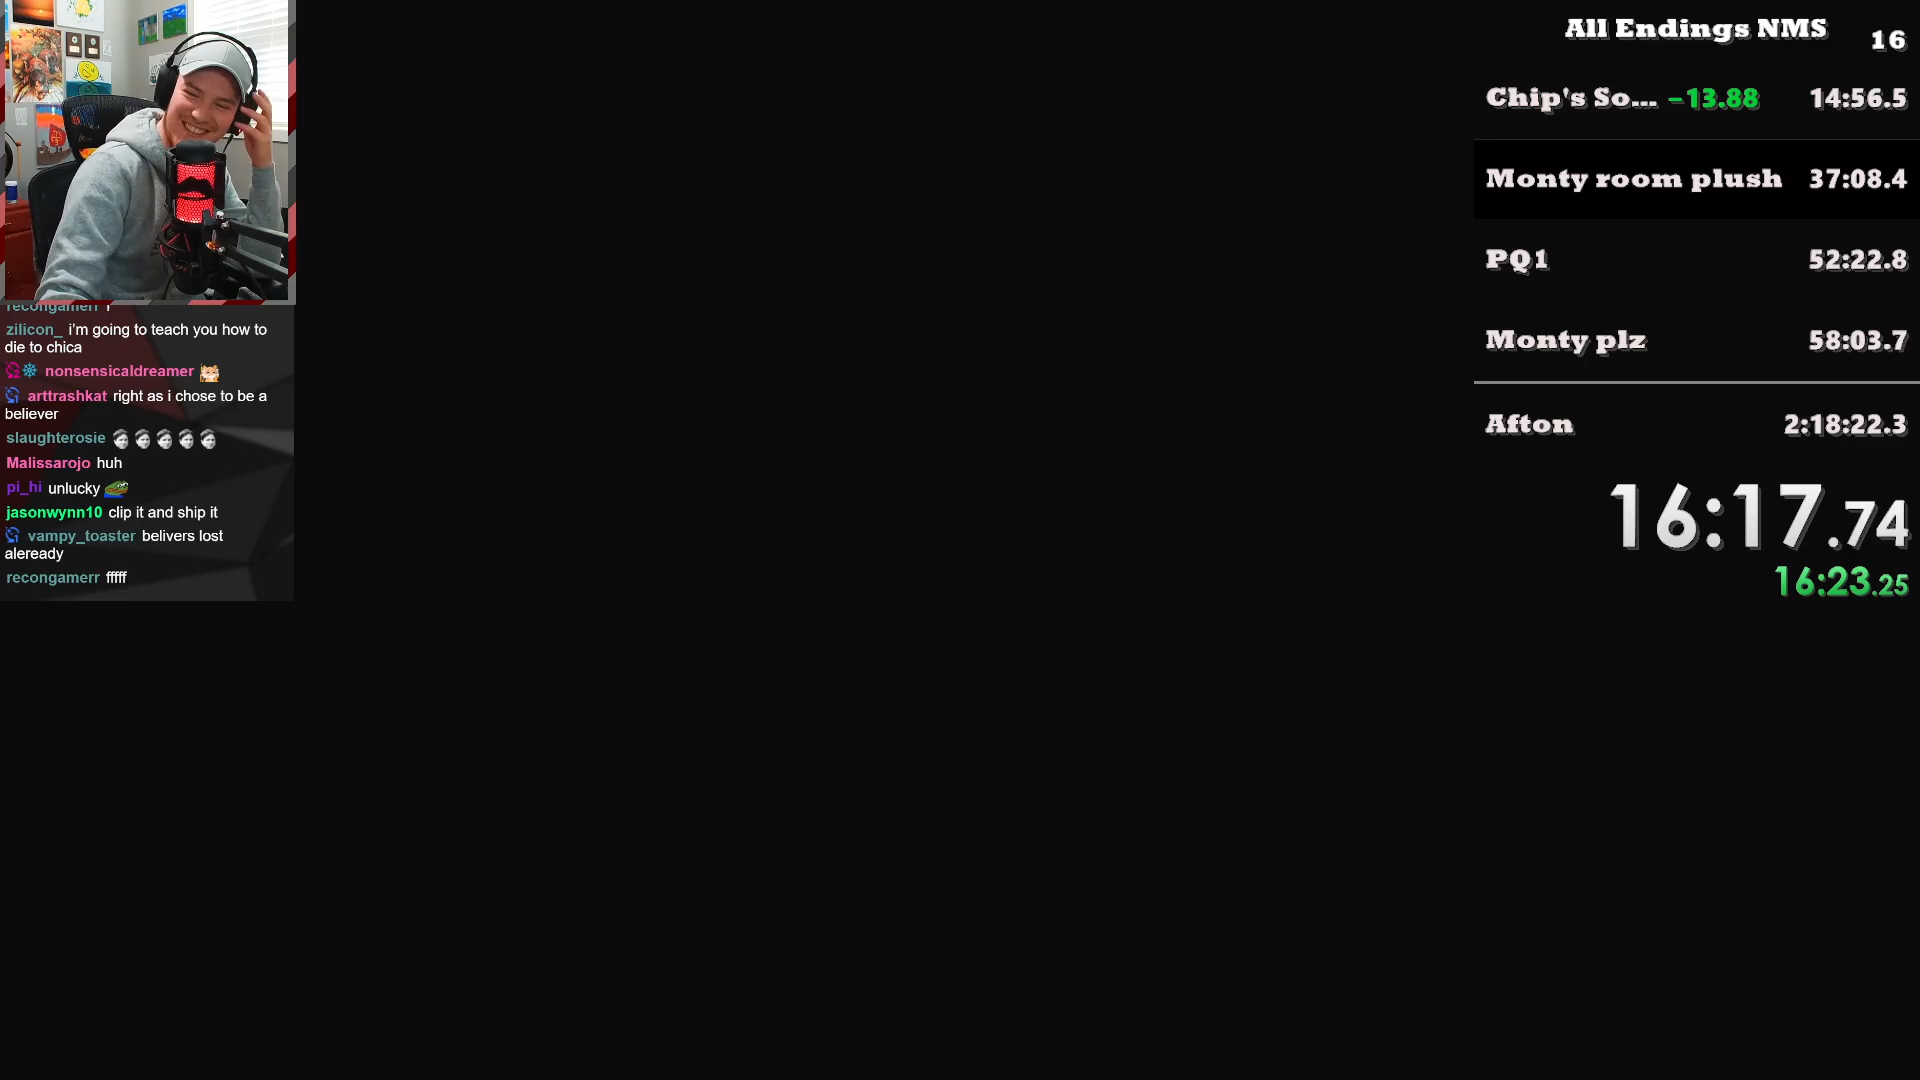 zilicon_ i'm going to teach you how to
die to chica
nonsensicaldreamer
arttrashkat right as i chose to be a
believer
slaughterosie
Malissarojo huh
pi_hi unlucky
jasonwynn10 clip it and ship it
vampy_toaster belivers lost
aleready
recongamerr fffff
All Endings NMS 16
Chip's So... −13.88 14:56.5
Monty room plush 37:08.4
PQ1 52:22.8
Monty plz 58:03.7
Afton 2:18:22.3
16:17.74
16:23.25